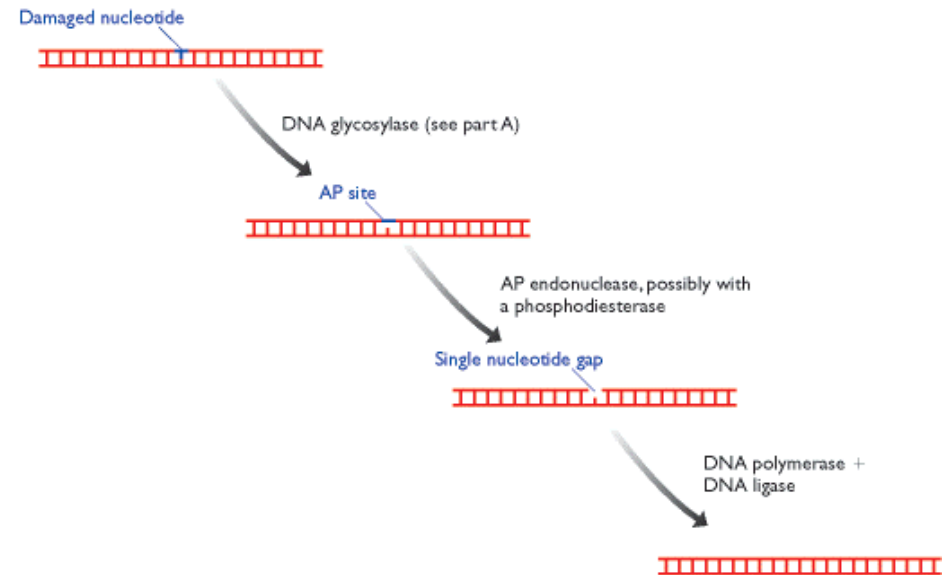 Damaged nucleotide
DNA glycosylase (see part A)
AP site
AP endonuclease, possibly with
a phosphodiesterase
Single nucleotide gap
DNA polymerase +
DNA ligase